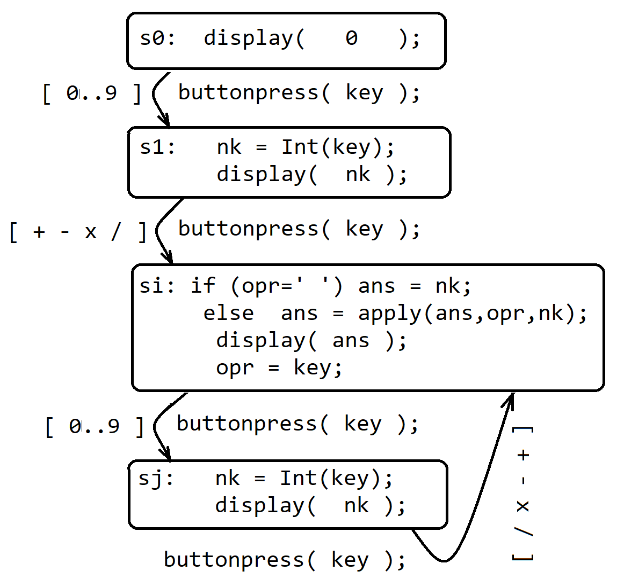 s0:  display(   0   );
[ 0..9 ]  buttonpress( key );
s1:   nk = Int(key);
display(  nk );
[ + - x / ]  buttonpress( key );
si: if (opr=' ') ans = nk;
else  ans = apply(ans,opr,nk);
display( ans );
opr = key;
[ 0..9 ]  buttonpress( key );
sj:   nk = Int(key);
display(  nk );
buttonpress( key );
[ / x - + ]